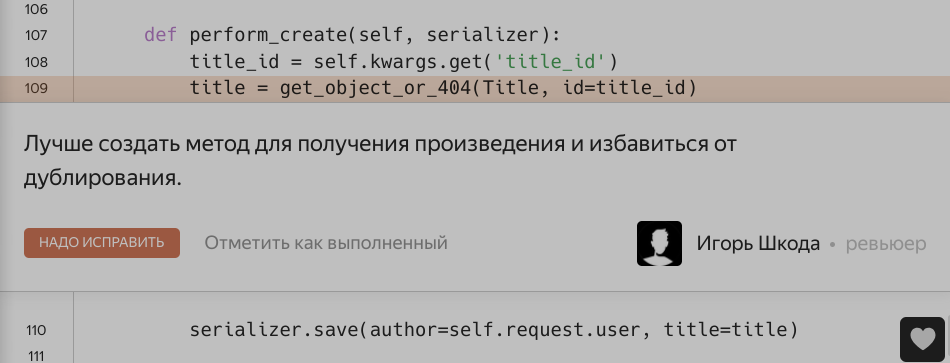 106
107 def perform_create(self, serializer):
108 title_id = self.kwargs.get('title_id')
109 title = get_object_or_404(Title, id=title_id)
Лучше создать метод для получения произведения и избавиться от
дублирования.
НАДО ИСПРАВИТЬ Отметить как выполненный Игорь Шкода • ревьюер
110 serializer.save(author=self.request.user, title=title)
111